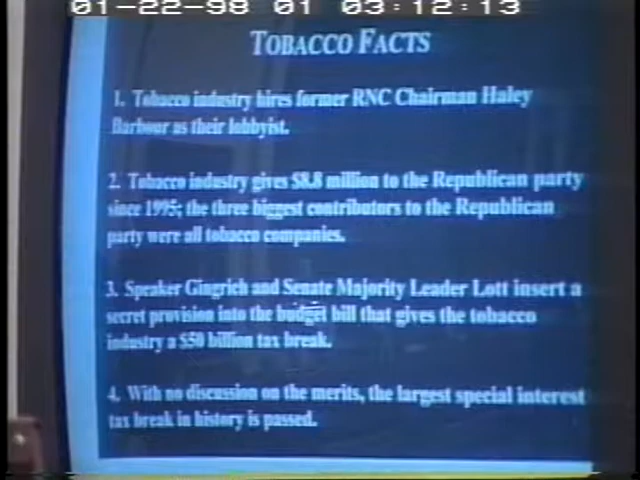 01-22-98 01 03:12:13
TOBACCO FACTS
1. Tobacco industry hires former RNC Chairman Haley
Barbour as their lobbyist.
2. Tobacco industry gives $8.8 million to the Republican party
since 1995; the three biggest contributors to the Republican
party were all tobacco companies.
3. Speaker Gingrich and Senate Majority Leader Lott insert a
secret provision into the budget bill that gives the tobacco
industry a $50 billion tax break.
4. With no discussion on the merits, the largest special interest
tax break in history is passed.